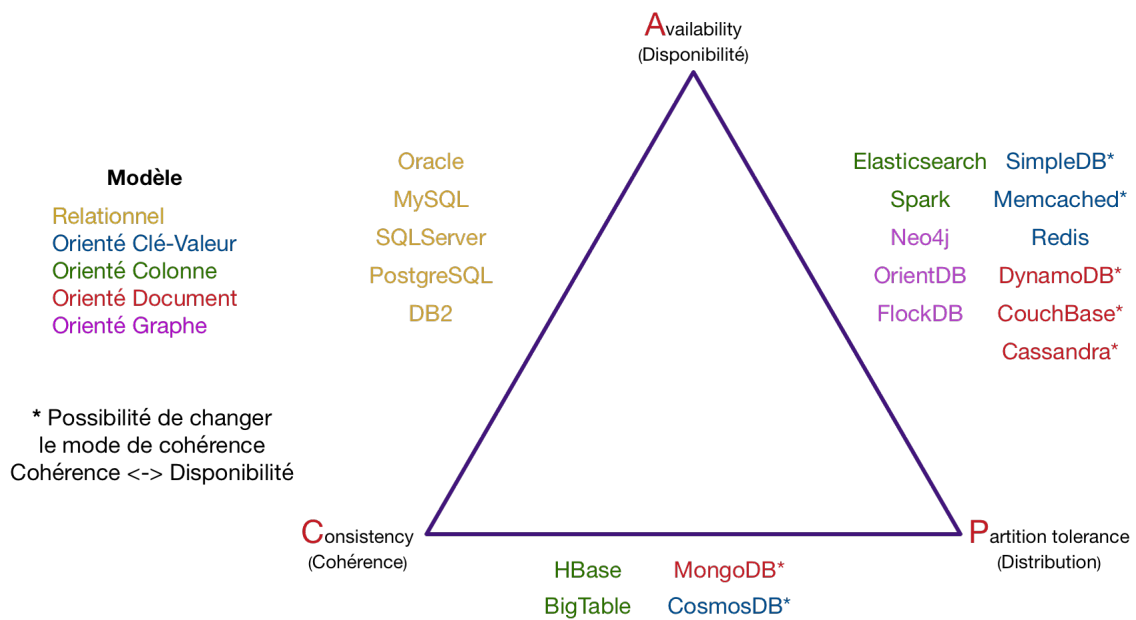 Availability
(Disponibilité)
Modèle
Relationnel
Orienté Clé-Valeur
Orienté Colonne
Orienté Document
Orienté Graphe
* Possibilité de changer
le mode de cohérence
Cohérence <-> Disponibilité
Oracle
MySQL
SQLServer
PostgreSQL
DB2
Elasticsearch SimpleDB*
Spark Memcached*
Neo4j Redis
OrientDB DynamoDB*
FlockDB CouchBase*
Cassandra*
Consistency
(Cohérence)
Partition tolerance
(Distribution)
HBase MongoDB*
BigTable CosmosDB*